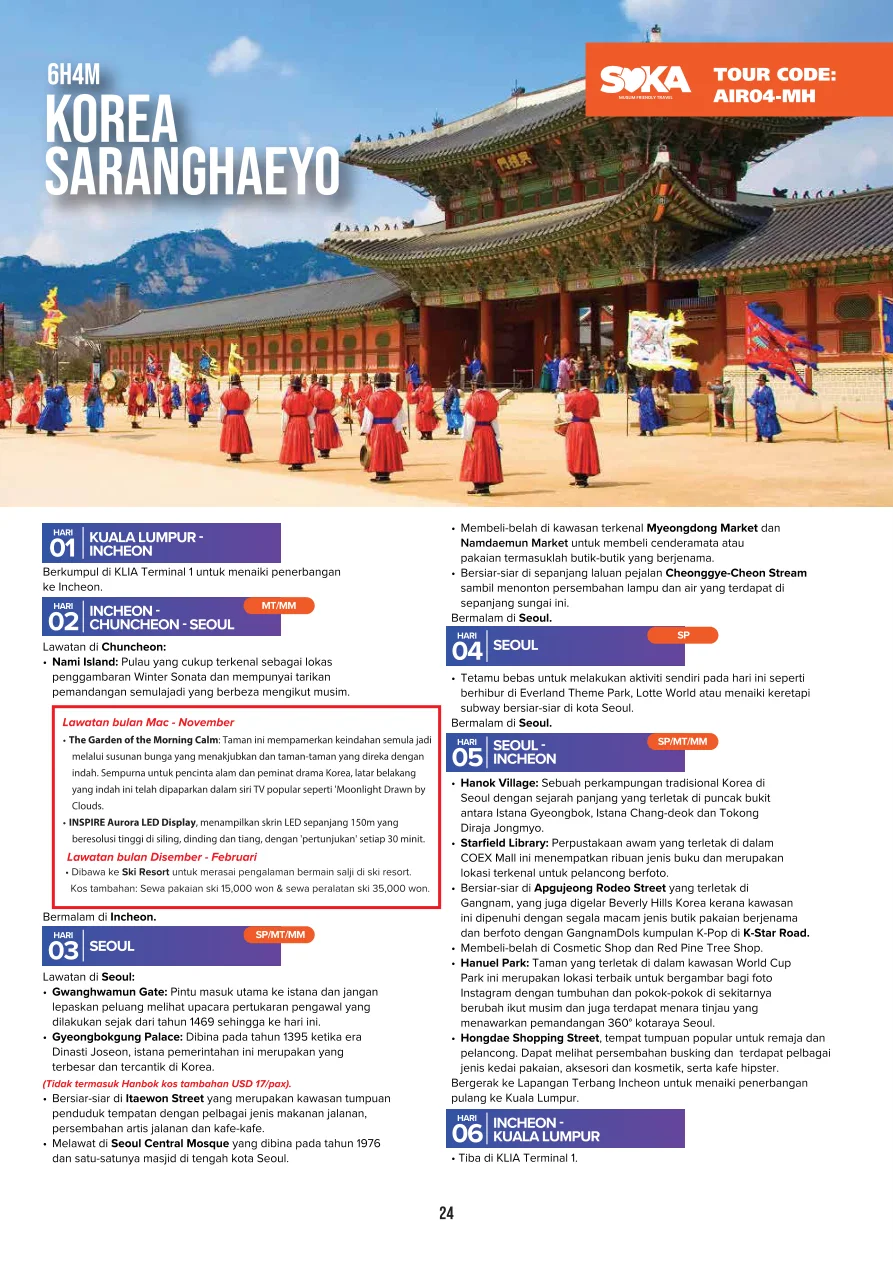 6H4M
KOREA
SARANGHAEYO
SOKA
MUSLIM-FRIENDLY TRAVEL
TOUR CODE:
AIR04-MH
HARI
01
KUALA LUMPUR -
INCHEON
Berkumpul di KLIA Terminal 1 untuk menaiki penerbangan
ke Incheon.
HARI
02
INCHEON -
CHUNCHEON - SEOUL
MT/MM
Lawatan di Chuncheon:
• Nami Island: Pulau yang cukup terkenal sebagai lokas
penggambaran Winter Sonata dan mempunyai tarikan
pemandangan semulajadi yang berbeza mengikut musim.
Lawatan bulan Mac - November
• The Garden of the Morning Calm: Taman ini mempamerkan keindahan semula jadi
melalui susunan bunga yang menakjubkan dan taman-taman yang direka dengan
indah. Sempurna untuk pencinta alam dan peminat drama Korea, latar belakang
yang indah ini telah dipaparkan dalam siri TV popular seperti 'Moonlight Drawn by
Clouds.
• INSPIRE Aurora LED Display, menampilkan skrin LED sepanjang 150m yang
beresolusi tinggi di siling, dinding dan tiang, dengan 'pertunjukan' setiap 30 minit.
Lawatan bulan Disember - Februari
• Dibawa ke Ski Resort untuk merasai pengalaman bermain salji di ski resort.
Kos tambahan: Sewa pakaian ski 15,000 won & sewa peralatan ski 35,000 won.
Bermalam di Incheon.
HARI
03
SEOUL
SP/MT/MM
Lawatan di Seoul:
• Gwanghwamun Gate: Pintu masuk utama ke istana dan jangan
lepaskan peluang melihat upacara pertukaran pengawal yang
dilakukan sejak dari tahun 1469 sehingga ke hari ini.
• Gyeongbokgung Palace: Dibina pada tahun 1395 ketika era
Dinasti Joseon, istana pemerintahan ini merupakan yang
terbesar dan tercantik di Korea.
(Tidak termasuk Hanbok kos tambahan USD 17/pax).
• Bersiar-siar di Itaewon Street yang merupakan kawasan tumpuan
penduduk tempatan dengan pelbagai jenis makanan jalanan,
persembahan artis jalanan dan kafe-kafe.
• Melawat di Seoul Central Mosque yang dibina pada tahun 1976
dan satu-satunya masjid di tengah kota Seoul.
• Membeli-belah di kawasan terkenal Myeongdong Market dan
Namdaemun Market untuk membeli cenderamata atau
pakaian termasuklah butik-butik yang berjenama.
• Bersiar-siar di sepanjang laluan pejalan Cheonggye-Cheon Stream
sambil menonton persembahan lampu dan air yang terdapat di
sepanjang sungai ini.
Bermalam di Seoul.
HARI
04
SEOUL
SP
• Tetamu bebas untuk melakukan aktiviti sendiri pada hari ini seperti
berhibur di Everland Theme Park, Lotte World atau menaiki keretapi
subway bersiar-siar di kota Seoul.
Bermalam di Seoul.
HARI
05
SEOUL -
INCHEON
SP/MT/MM
• Hanok Village: Sebuah perkampungan tradisional Korea di
Seoul dengan sejarah panjang yang terletak di puncak bukit
antara Istana Gyeongbok, Istana Chang-deok dan Tokong
Diraja Jongmyo.
• Starfield Library: Perpustakaan awam yang terletak di dalam
COEX Mall ini menempatkan ribuan jenis buku dan merupakan
lokasi terkenal untuk pelancong berfoto.
• Bersiar-siar di Apgujeong Rodeo Street yang terletak di
Gangnam, yang juga digelar Beverly Hills Korea kerana kawasan
ini dipenuhi dengan segala macam jenis butik pakaian berjenama
dan berfoto dengan GangnamDols kumpulan K-Pop di K-Star Road.
• Membeli-belah di Cosmetic Shop dan Red Pine Tree Shop.
• Hanuel Park: Taman yang terletak di dalam kawasan World Cup
Park ini merupakan lokasi terbaik untuk bergambar bagi foto
Instagram dengan tumbuhan dan pokok-pokok di sekitarnya
berubah ikut musim dan juga terdapat menara tinjau yang
menawarkan pemandangan 360° kotaraya Seoul.
• Hongdae Shopping Street, tempat tumpuan popular untuk remaja dan
pelancong. Dapat melihat persembahan busking dan terdapat pelbagai
jenis kedai pakaian, aksesori dan kosmetik, serta kafe hipster.
Bergerak ke Lapangan Terbang Incheon untuk menaiki penerbangan
pulang ke Kuala Lumpur.
HARI
06
INCHEON -
KUALA LUMPUR
• Tiba di KLIA Terminal 1.
24